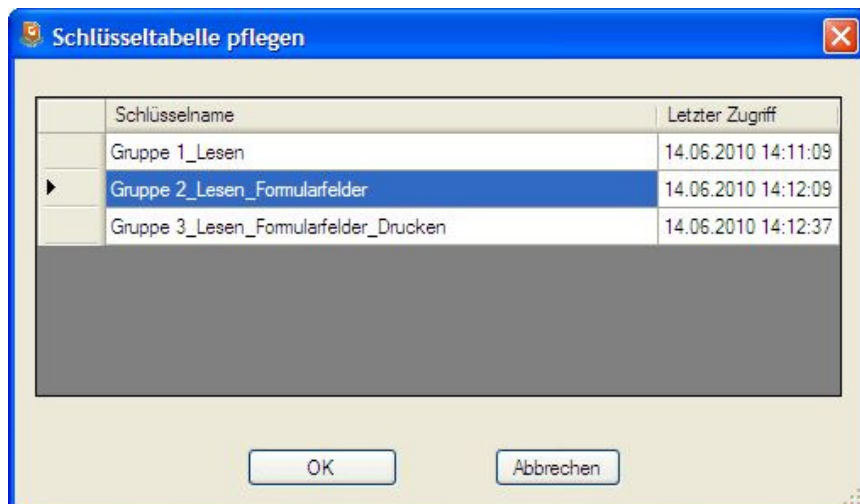 Schlüsseltabelle pflegen
Schlüsselname Letzter Zugriff
Gruppe 1_Lesen 14.06.2010 14:11:09
Gruppe 2_Lesen_Formularfelder 14.06.2010 14:12:09
Gruppe 3_Lesen_Formularfelder_Drucken 14.06.2010 14:12:37
OK Abbrechen